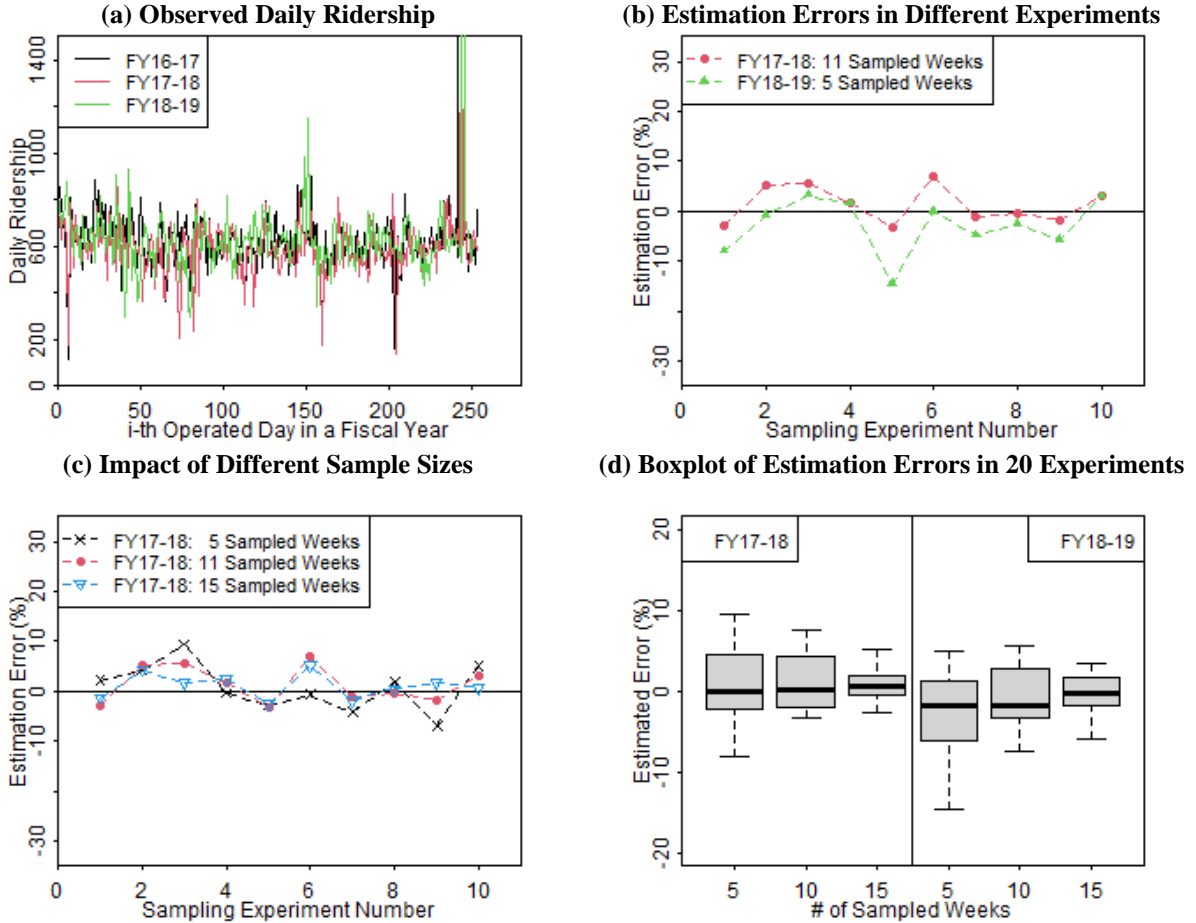 (a) Observed Daily Ridership
1400
1000
600
200
0
Daily Ridership
FY16-17
FY17-18
FY18-19
0 50 100 150 200 250
i-th Operated Day in a Fiscal Year
(b) Estimation Errors in Different Experiments
30
20
10
0
-10
-30
Estimation Error (%)
FY17-18: 11 Sampled Weeks
FY18-19: 5 Sampled Weeks
0 2 4 6 8 10
Sampling Experiment Number
(c) Impact of Different Sample Sizes
30
20
10
0
-10
-30
Estimation Error (%)
FY17-18: 5 Sampled Weeks
FY17-18: 11 Sampled Weeks
FY17-18: 15 Sampled Weeks
0 2 4 6 8 10
Sampling Experiment Number
(d) Boxplot of Estimation Errors in 20 Experiments
20
10
0
-10
-20
Estimated Error (%)
FY17-18
FY18-19
5 10 15 5 10 15
# of Sampled Weeks